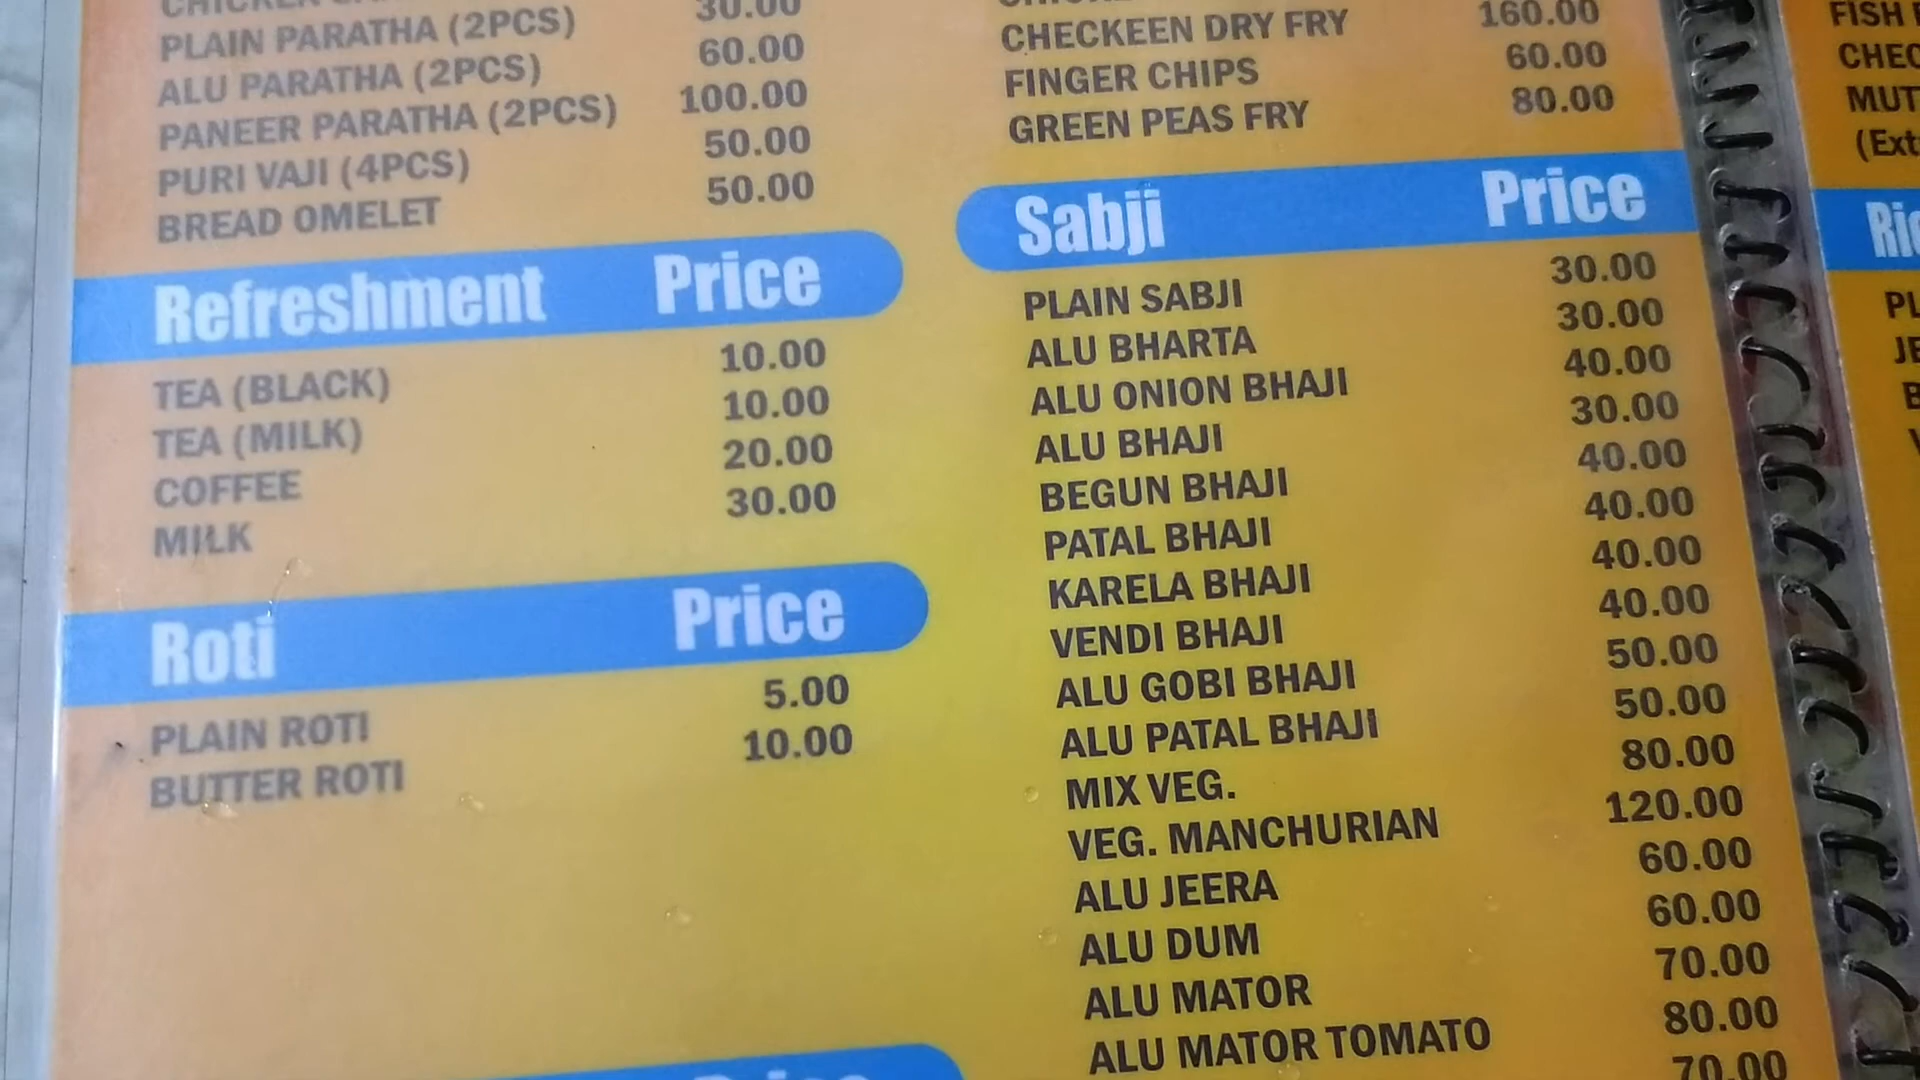 CHICKEN
PLAIN PARATHA (2PCS) 30.00
ALU PARATHA (2PCS) 60.00
PANEER PARATHA (2PCS) 100.00
PURI VAJI (4PCS) 50.00
BREAD OMELET 50.00
Refreshment Price
TEA (BLACK) 10.00
TEA (MILK) 10.00
COFFEE 20.00
MILK 30.00
Roti Price
PLAIN ROTI 5.00
BUTTER ROTI 10.00
Price
CHECKEEN DRY FRY 160.00
FINGER CHIPS 60.00
GREEN PEAS FRY 80.00
Sabji Price
PLAIN SABJI 30.00
ALU BHARTA 30.00
ALU ONION BHAJI 40.00
ALU BHAJI 30.00
BEGUN BHAJI 40.00
PATAL BHAJI 40.00
KARELA BHAJI 40.00
VENDI BHAJI 40.00
ALU GOBI BHAJI 50.00
ALU PATAL BHAJI 50.00
MIX VEG. 80.00
VEG. MANCHURIAN 120.00
ALU JEERA 60.00
ALU DUM 60.00
ALU MATOR 70.00
ALU MATOR TOMATO 80.00
70.00
FISH
CHEC
MUT
(Ext
Ric
PL
JE